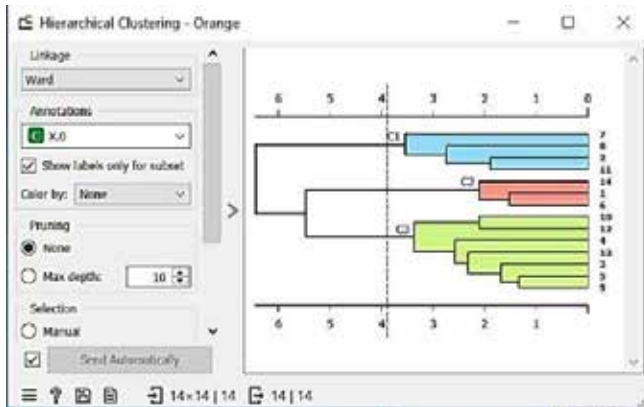 Hierarchical Clustering - Orange
Linkage
Ward
Annotations
C X.0
Show labels only for subset
Color by: None
Pruning
None
Max depth: 10
Selection
Manual
Send Automatically
14×14 | 14 14 | 14
6 5 4 3 2 1 0
C1
7
8
2
11
C2
14
1
6
10
12
C3
4
13
3
5
9
6 5 4 3 2 1 0